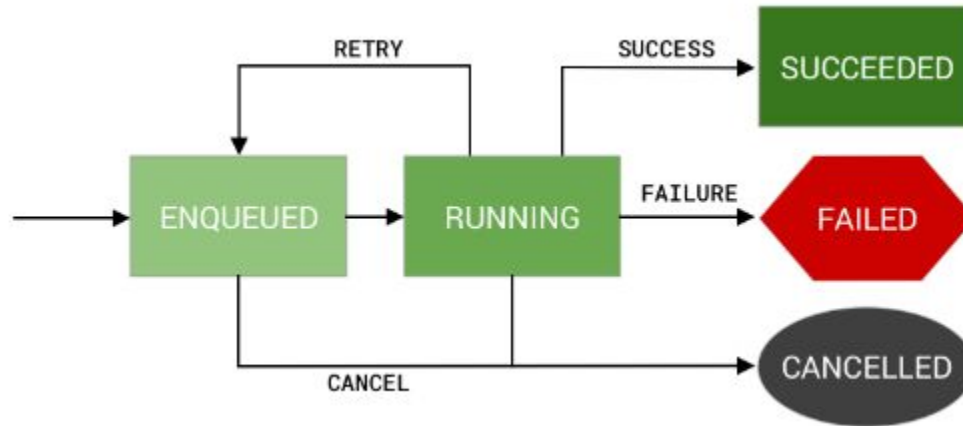 RETRY
SUCCESS
SUCCEEDED
ENQUEUED
RUNNING
FAILURE
FAILED
CANCEL
CANCELLED